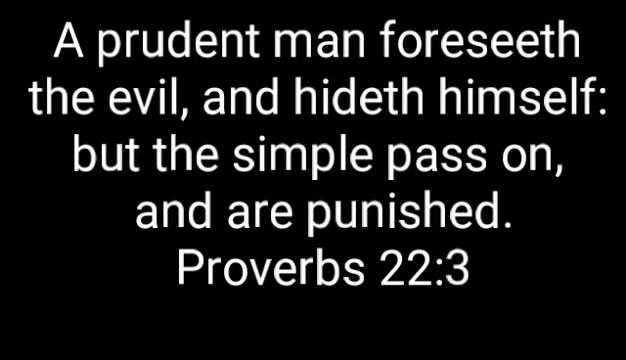 A prudent man foreseeth
the evil, and hideth himself:
but the simple pass on,
and are punished.
Proverbs 22:3